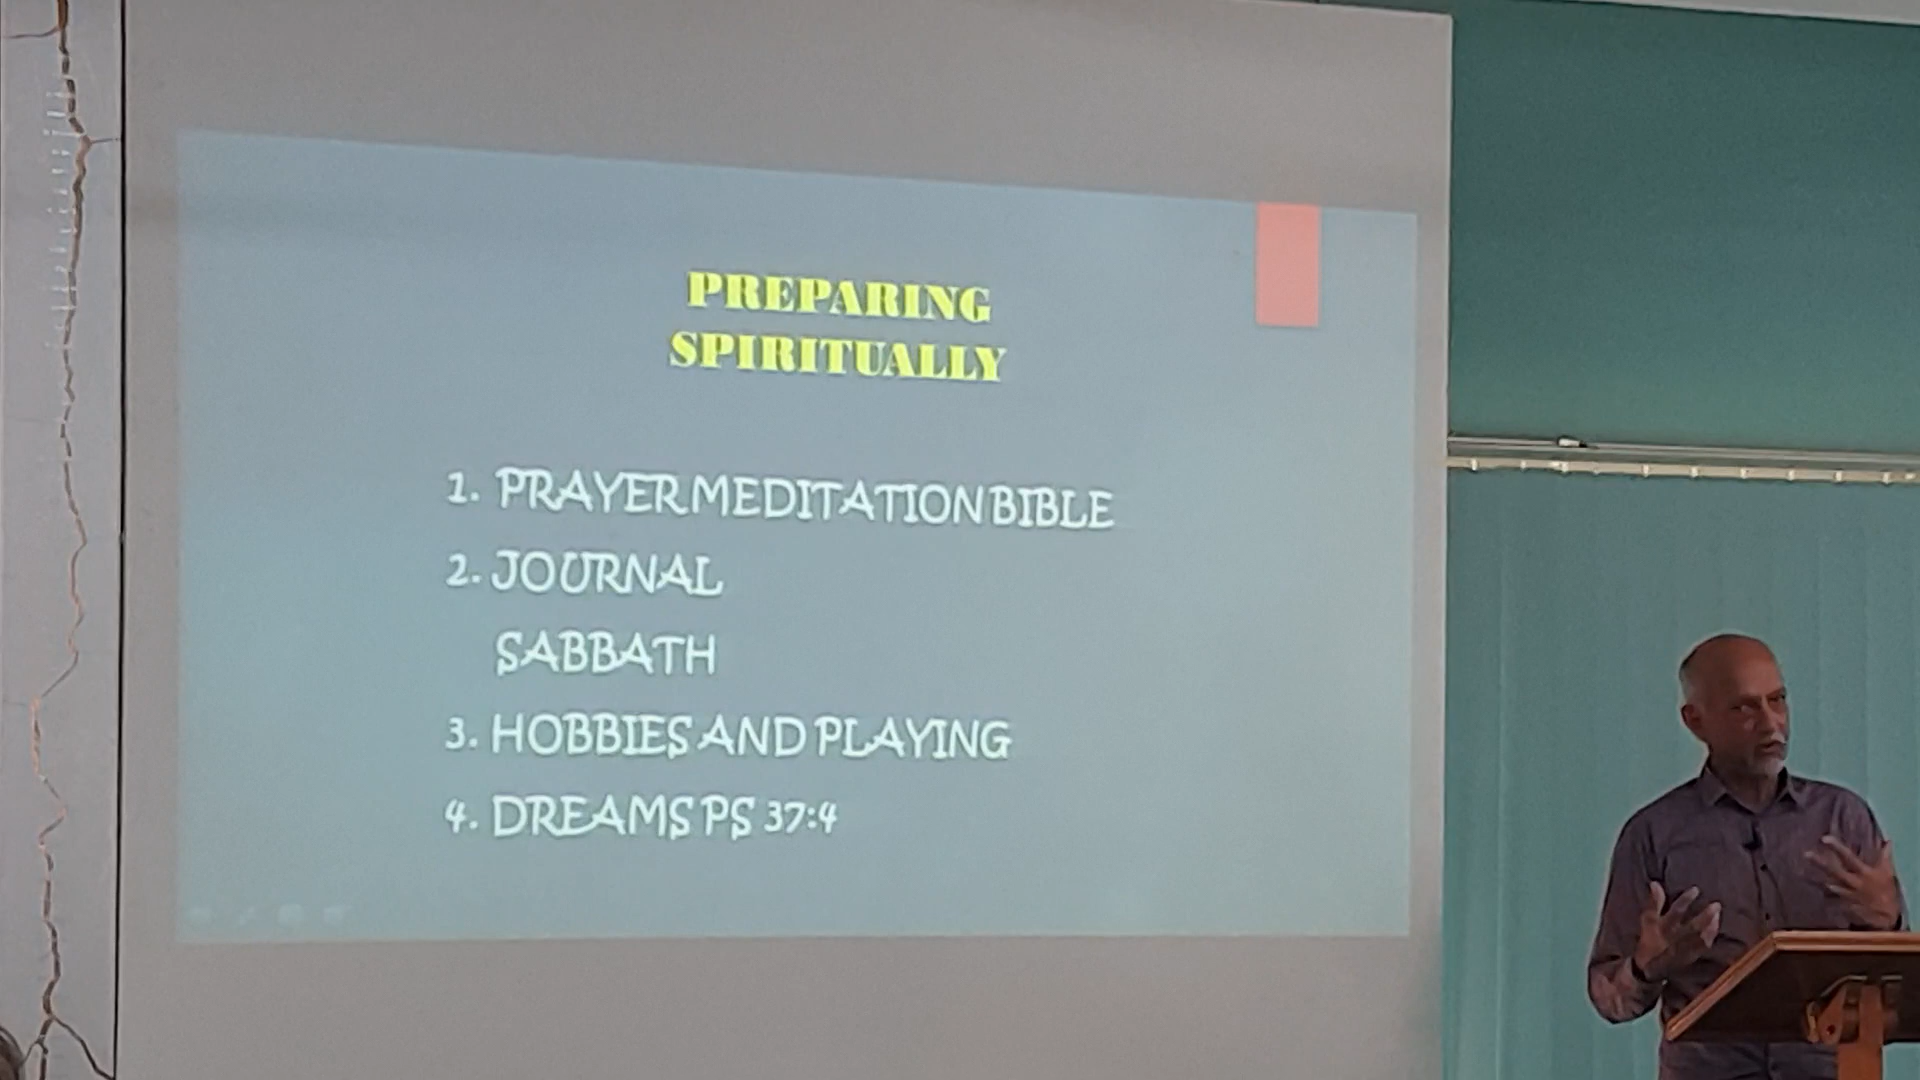 PREPARING
SPIRITUALLY
1. PRAYER MEDITATION BIBLE
2. JOURNAL
SABBATH
3. HOBBIES AND PLAYING
4. DREAMS PS 37:4